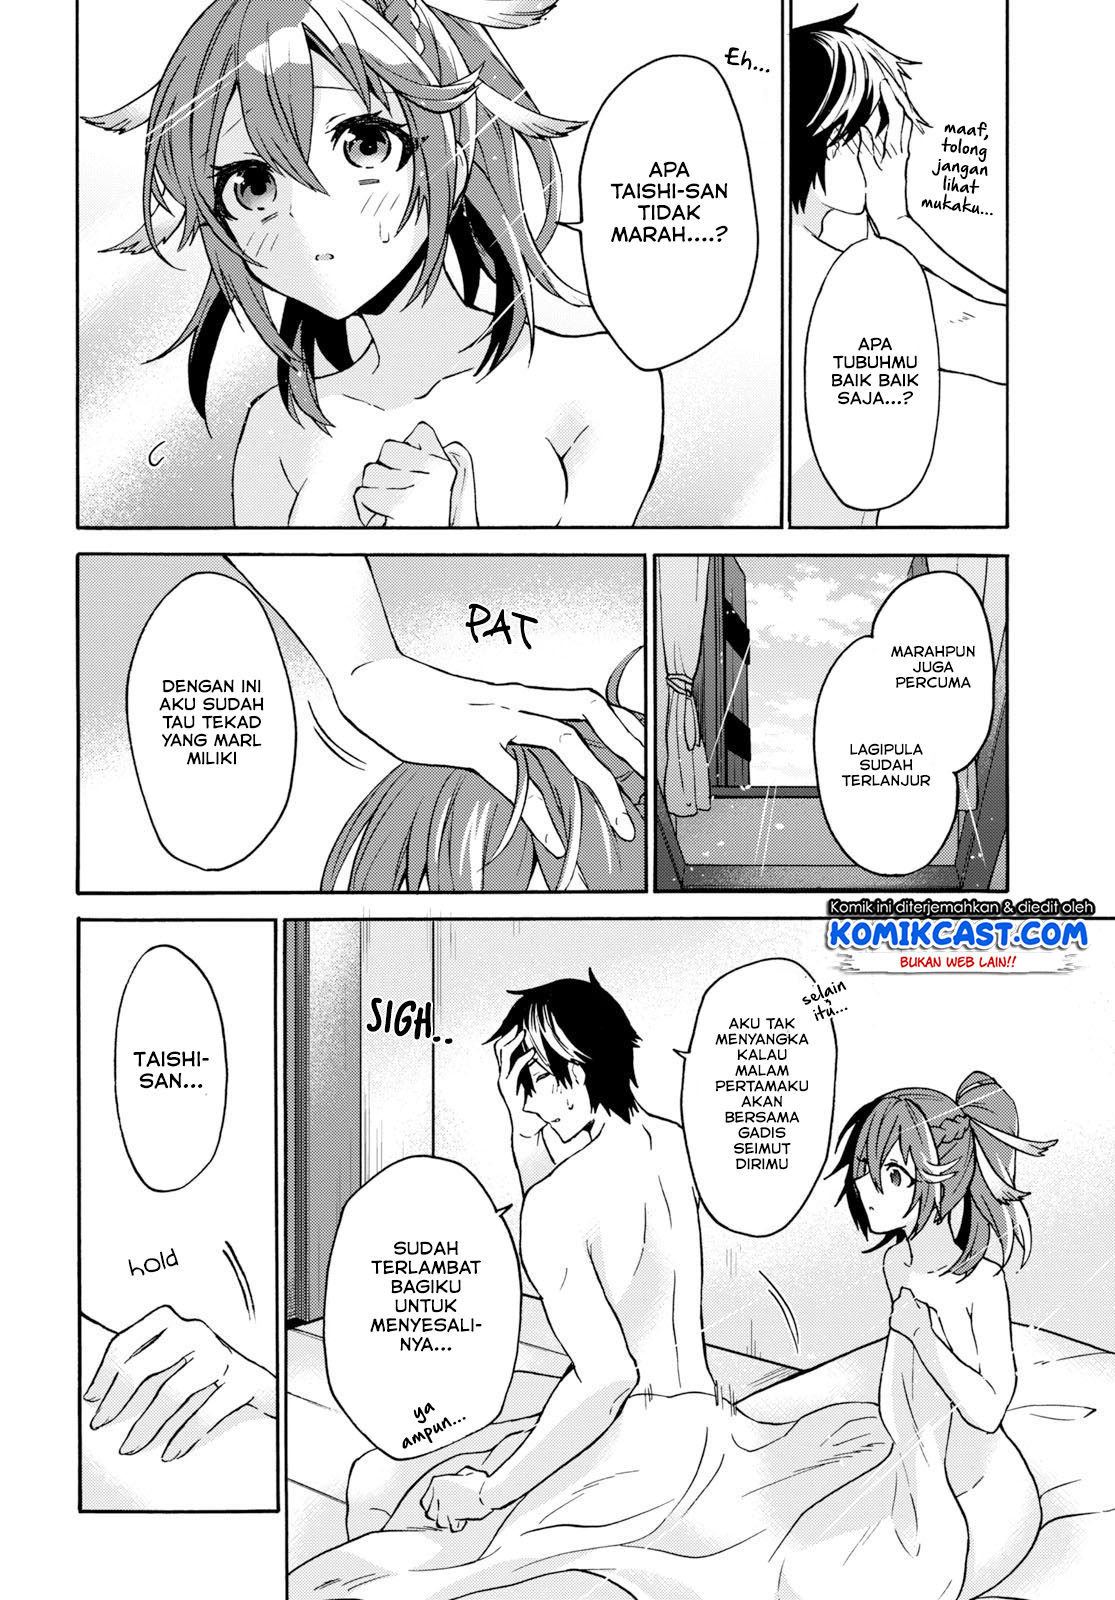 maaf,
tolong
jangan
lihat
mukaku...
APA
TUBUHMU
BAIK BAIK
SAJA...?
Eh...
APA
TAISHI-SAN
TIDAK
MARAH....?
MARAHPUN
JUGA
PERCUMA
LAGIPULA
SUDAH
TERLANJUR
PAT
DENGAN INI
AKU SUDAH
TAU TEKAD
YANG MARL
MILIKI
Komik ini diterjemahkan & diedit oleh
KOMIKCAST.COM
BUKAN WEB LAIN!!
selain
itu...
AKU TAK
MENYANGKA
KALAU
MALAM
PERTAMAKU
AKAN
BERSAMA
GADIS
SEIMUT
DIRIMU
SIGH..
SUDAH
TERLAMBAT
BAGIKU
UNTUK
MENYESALI-
NYA...
ya
ampun...
TAISHI-
SAN...
hold